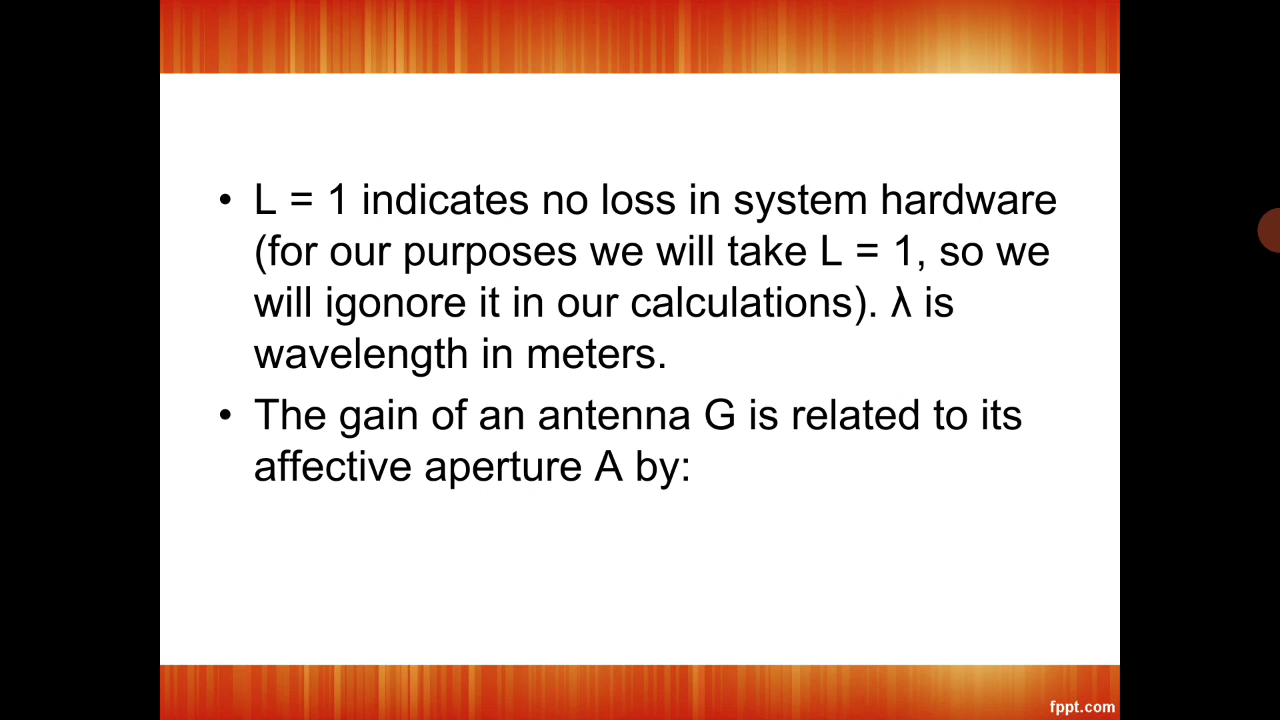 • L = 1 indicates no loss in system hardware
(for our purposes we will take L = 1, so we
will igonore it in our calculations). λ is
wavelength in meters.
• The gain of an antenna G is related to its
affective aperture A by:
fppt.com